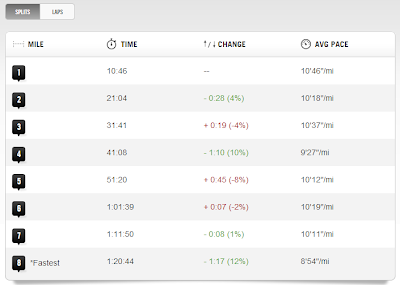 SPLITS LAPS
MILE TIME ↑/↓ CHANGE AVG PACE
1 10:46 -- 10'46"/mi
2 21:04 - 0:28 (4%) 10'18"/mi
3 31:41 + 0:19 (-4%) 10'37"/mi
4 41:08 - 1:10 (10%) 9'27"/mi
5 51:20 + 0:45 (-8%) 10'12"/mi
6 1:01:39 + 0:07 (-2%) 10'19"/mi
7 1:11:50 - 0:08 (1%) 10'11"/mi
8 *Fastest 1:20:44 - 1:17 (12%) 8'54"/mi